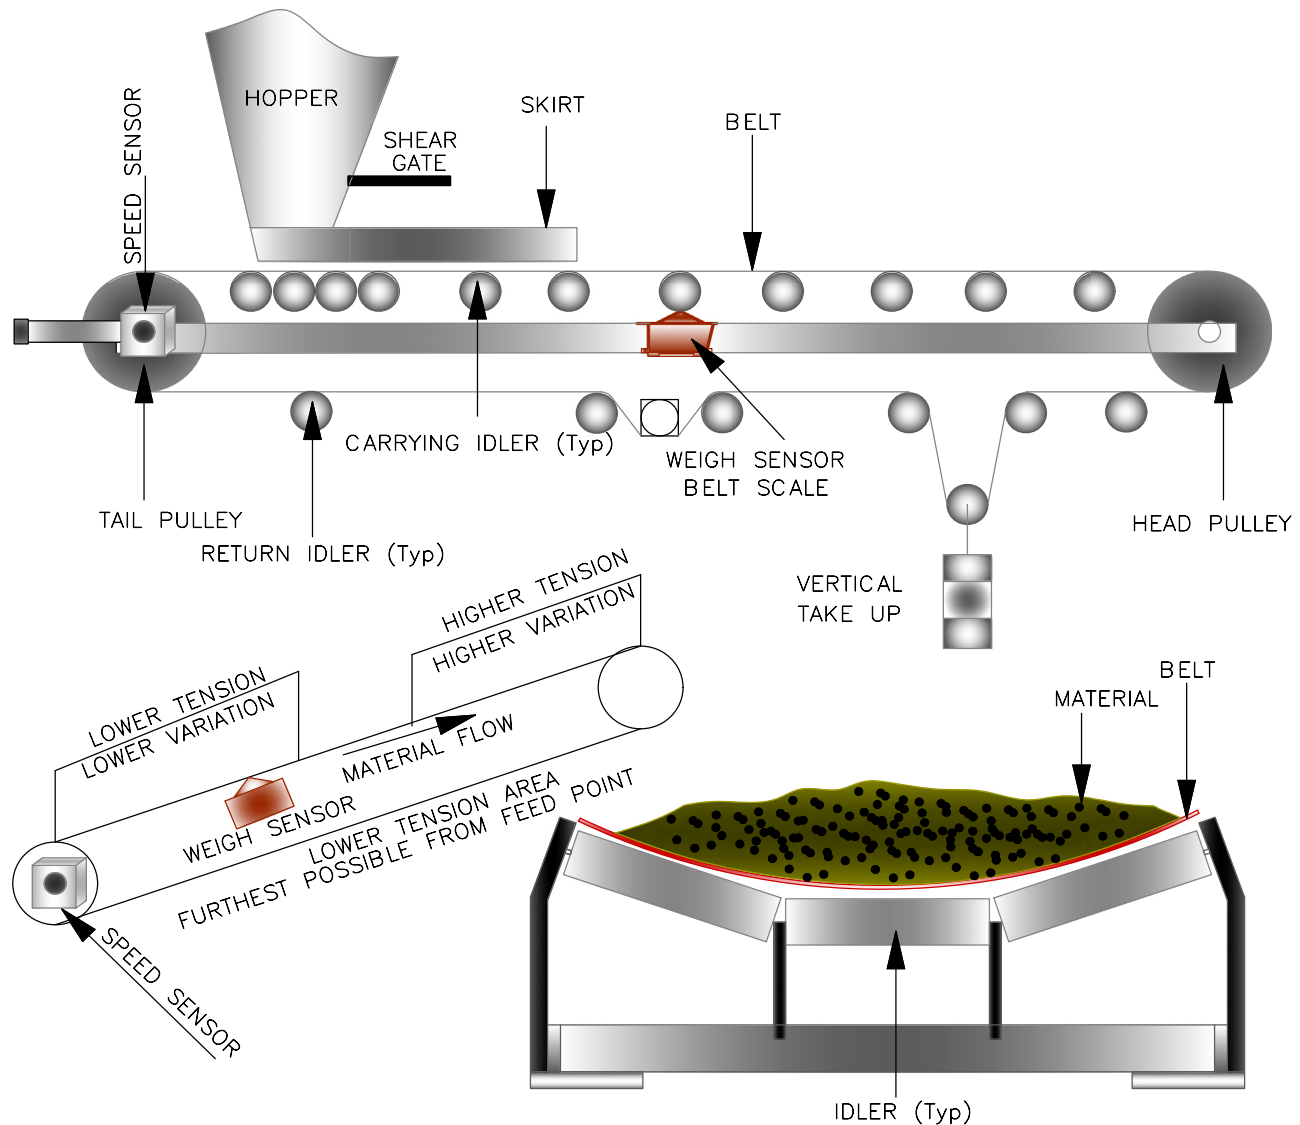 HOPPER
SPEED SENSOR
SHEAR
GATE
SKIRT
BELT
CARRYING IDLER (Typ)
WEIGH SENSOR
BELT SCALE
TAIL PULLEY
RETURN IDLER (Typ)
HEAD PULLEY
VERTICAL
TAKE UP
HIGHER TENSION
HIGHER VARIATION
LOWER TENSION
LOWER VARIATION
MATERIAL FLOW
WEIGH SENSOR
LOWER TENSION AREA
FURTHEST POSSIBLE FROM FEED POINT
SPEED SENSOR
BELT
MATERIAL
IDLER (Typ)